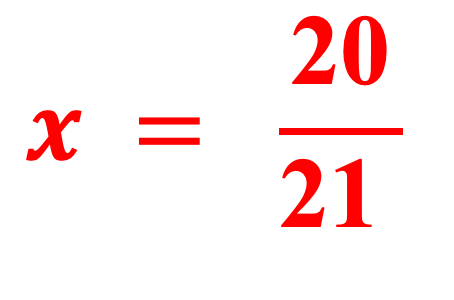 x = 20/21